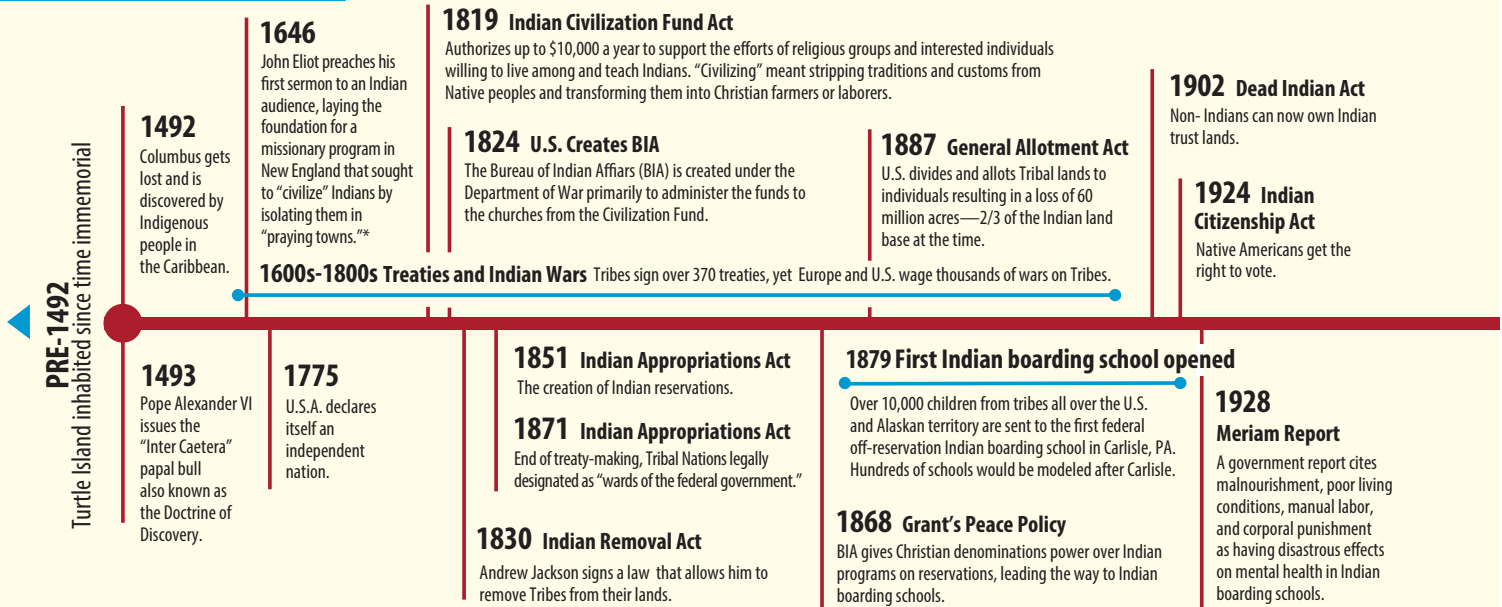 PRE-1492
Turtle Island inhabited since time immemorial
1492
Columbus gets
lost and is
discovered by
Indigenous
people in
the Caribbean.
1493
Pope Alexander VI
issues the
“Inter Caetera”
papal bull
also known as
the Doctrine of
Discovery.
1646
John Eliot preaches his
first sermon to an Indian
audience, laying the
foundation for a
missionary program in
New England that sought
to “civilize” Indians by
isolating them in
“praying towns.”*
1600s-1800s Treaties and Indian Wars Tribes sign over 370 treaties, yet Europe and U.S. wage thousands of wars on Tribes.
1775
U.S.A. declares
itself an
independent
nation.
1819 Indian Civilization Fund Act
Authorizes up to $10,000 a year to support the efforts of religious groups and interested individuals
willing to live among and teach Indians. “Civilizing” meant stripping traditions and customs from
Native peoples and transforming them into Christian farmers or laborers.
1824 U.S. Creates BIA
The Bureau of Indian Affairs (BIA) is created under the
Department of War primarily to administer the funds to
the churches from the Civilization Fund.
1830 Indian Removal Act
Andrew Jackson signs a law that allows him to
remove Tribes from their lands.
1851 Indian Appropriations Act
The creation of Indian reservations.
1871 Indian Appropriations Act
End of treaty-making, Tribal Nations legally
designated as “wards of the federal government.”
1868 Grant’s Peace Policy
BIA gives Christian denominations power over Indian
programs on reservations, leading the way to Indian
boarding schools.
1879 First Indian boarding school opened
Over 10,000 children from tribes all over the U.S.
and Alaskan territory are sent to the first federal
off-reservation Indian boarding school in Carlisle, PA.
Hundreds of schools would be modeled after Carlisle.
1887 General Allotment Act
U.S. divides and allots Tribal lands to
individuals resulting in a loss of 60
million acres—2/3 of the Indian land
base at the time.
1902 Dead Indian Act
Non- Indians can now own Indian
trust lands.
1924 Indian
Citizenship Act
Native Americans get the
right to vote.
1928
Meriam Report
A government report cites
malnourishment, poor living
conditions, manual labor,
and corporal punishment
as having disastrous effects
on mental health in Indian
boarding schools.